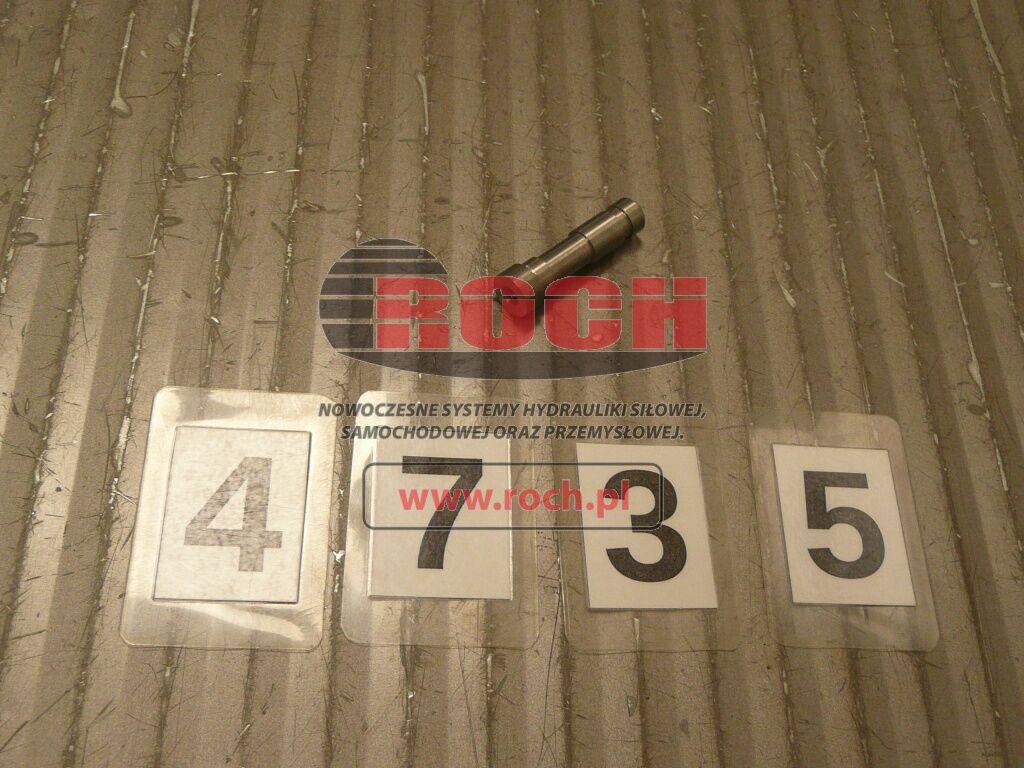 ROCH
NOWOCZESNE SYSTEMY HYDRAULIKI SIŁOWEJ,
SAMOCHODOWEJ ORAZ PRZEMYSŁOWEJ.
www.roch.pl
4 7 3 5